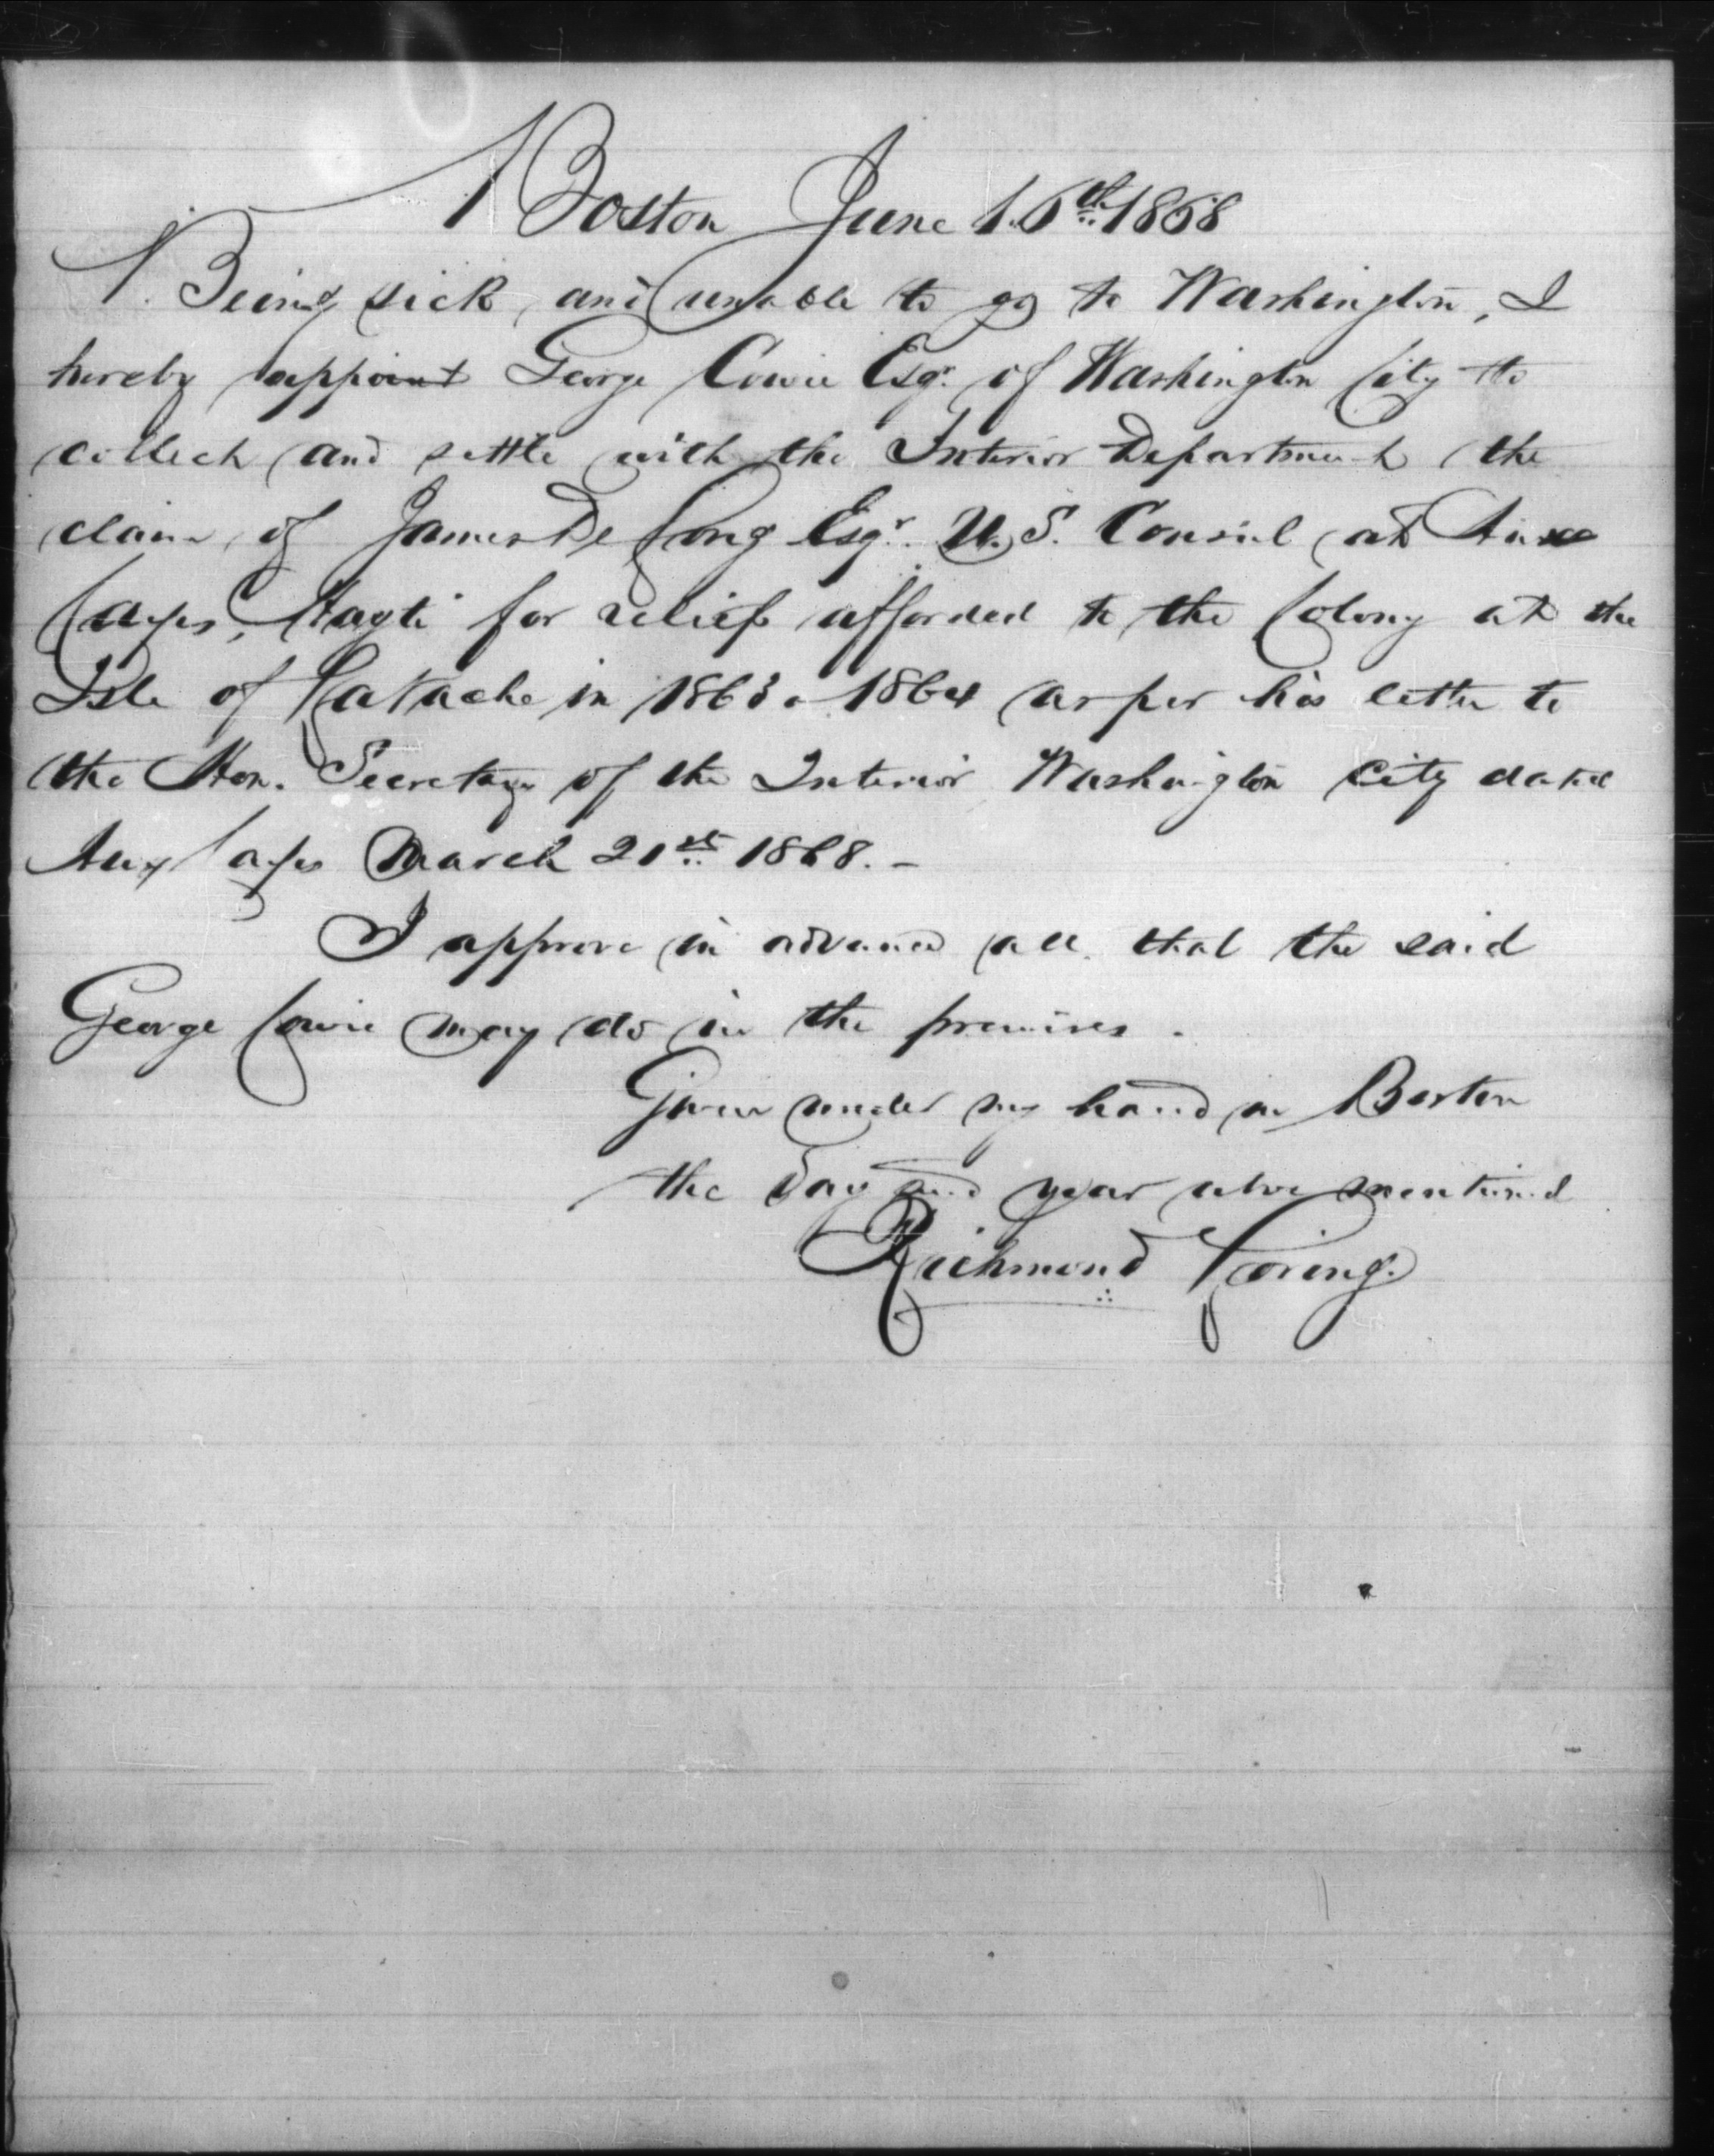 Boston June 16th 1868
Being sick and unable to go to Washington, I
hereby appoint George Cowie Esqr. of Washington City to
collect and settle with the Interior Department the
claim of James De Long Esqr. U.S. Consul at Aux
Cayes, Hayti for relief afforded to the Colony at the
Isle of Vatache in 1863 & 1864 as per his letter to
the Hon. Secretary of the Interior Washington City dated
Aux Cayes March 21st 1868. -
I approve in advance all that the said
George Cowie may do in the premises.
Given under my hand in Boston
the day and year above mentioned
Richmond Loring.